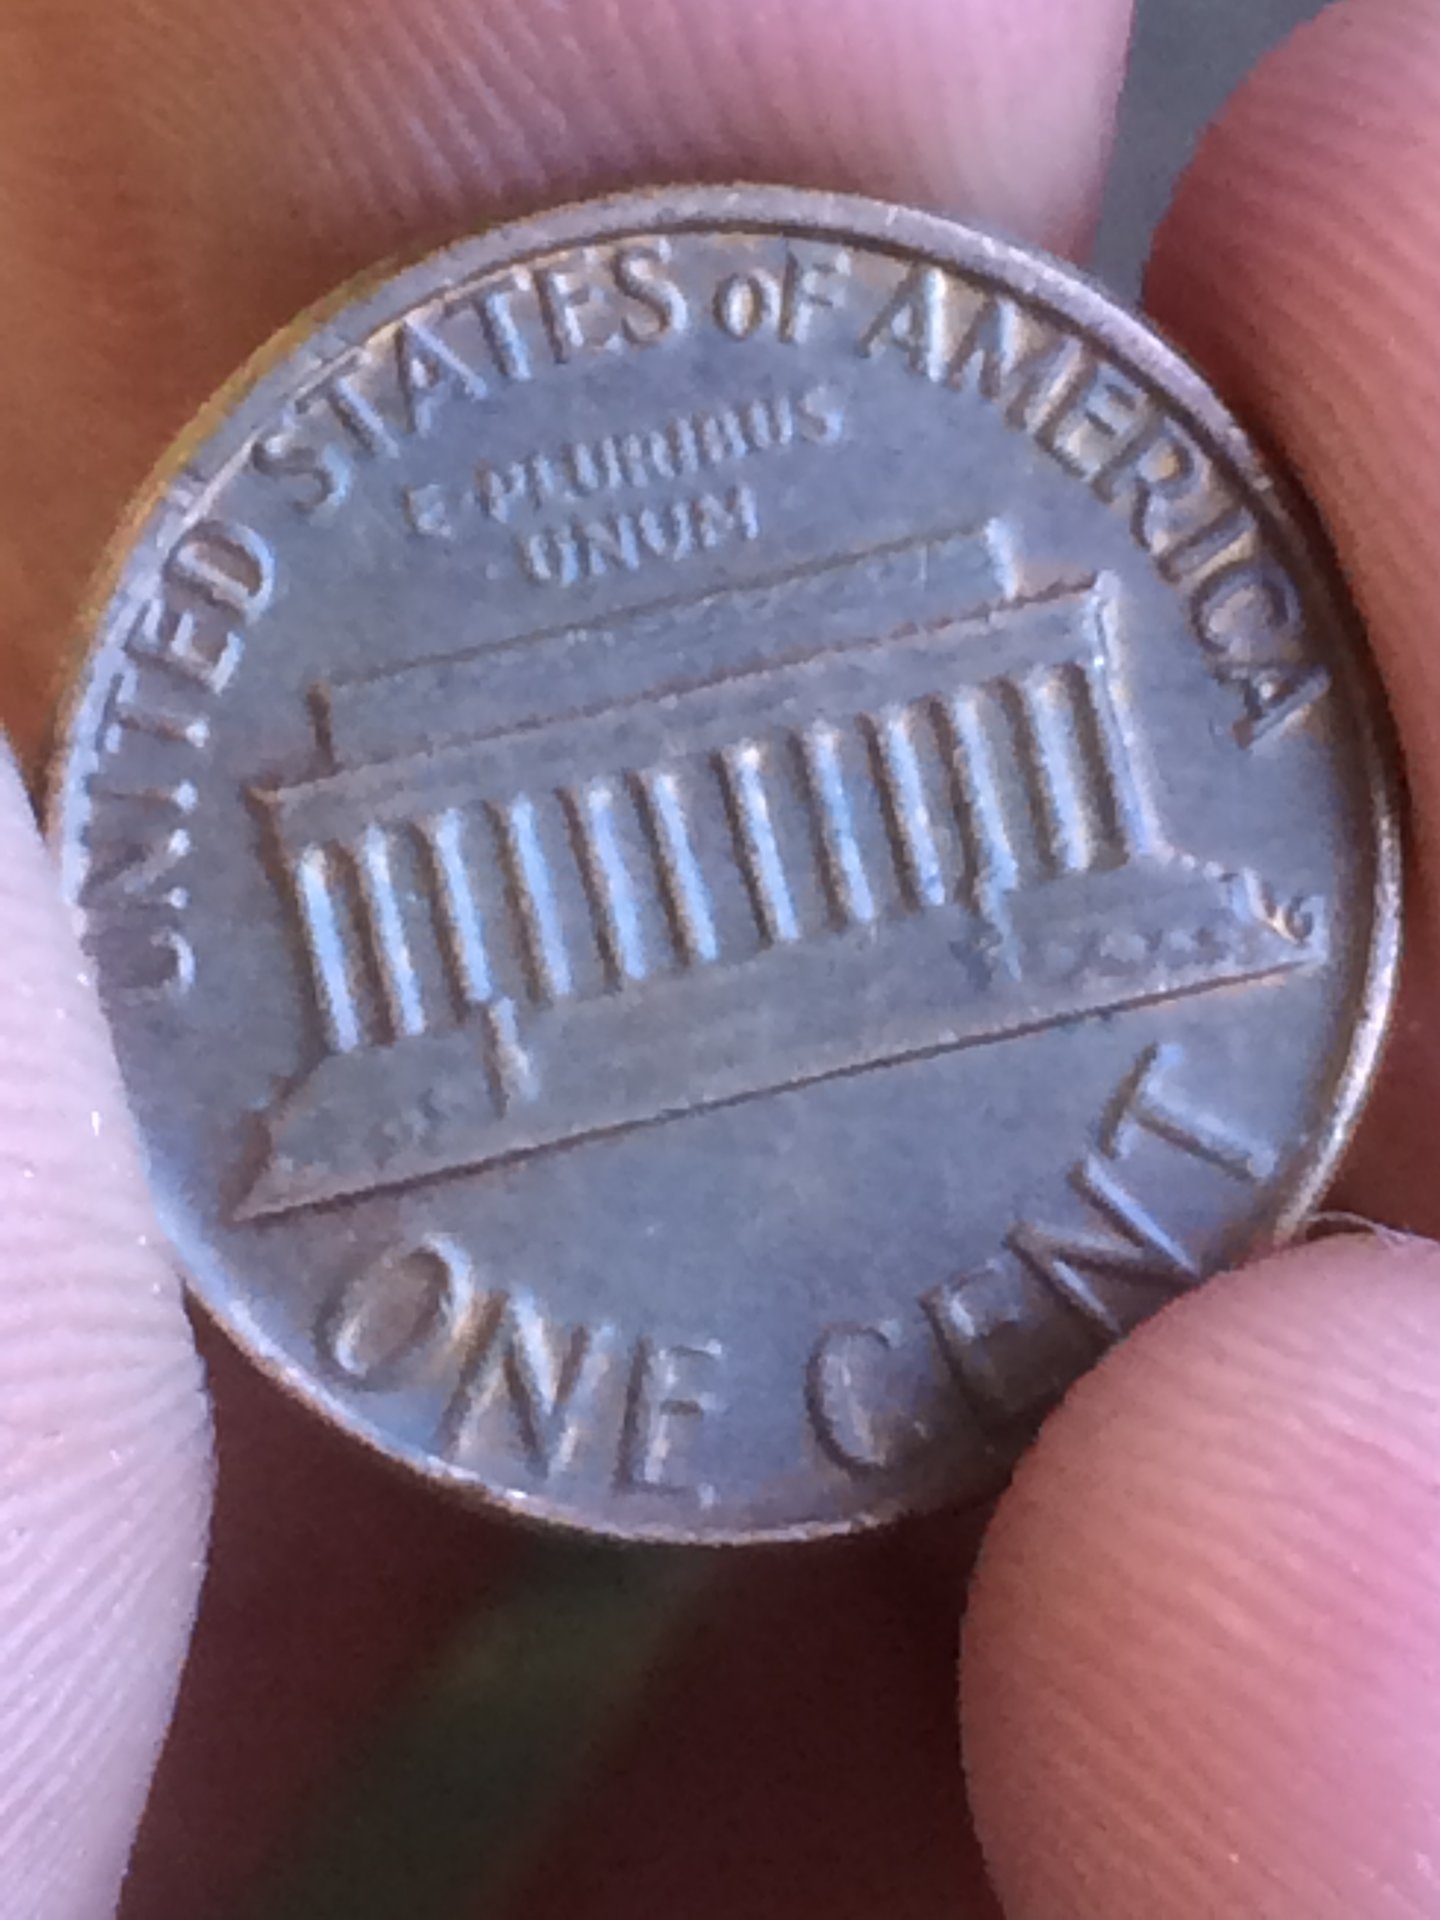 UNITED STATES oF AMERICA
E·PLURIBUS
UNUM
ONE CENT